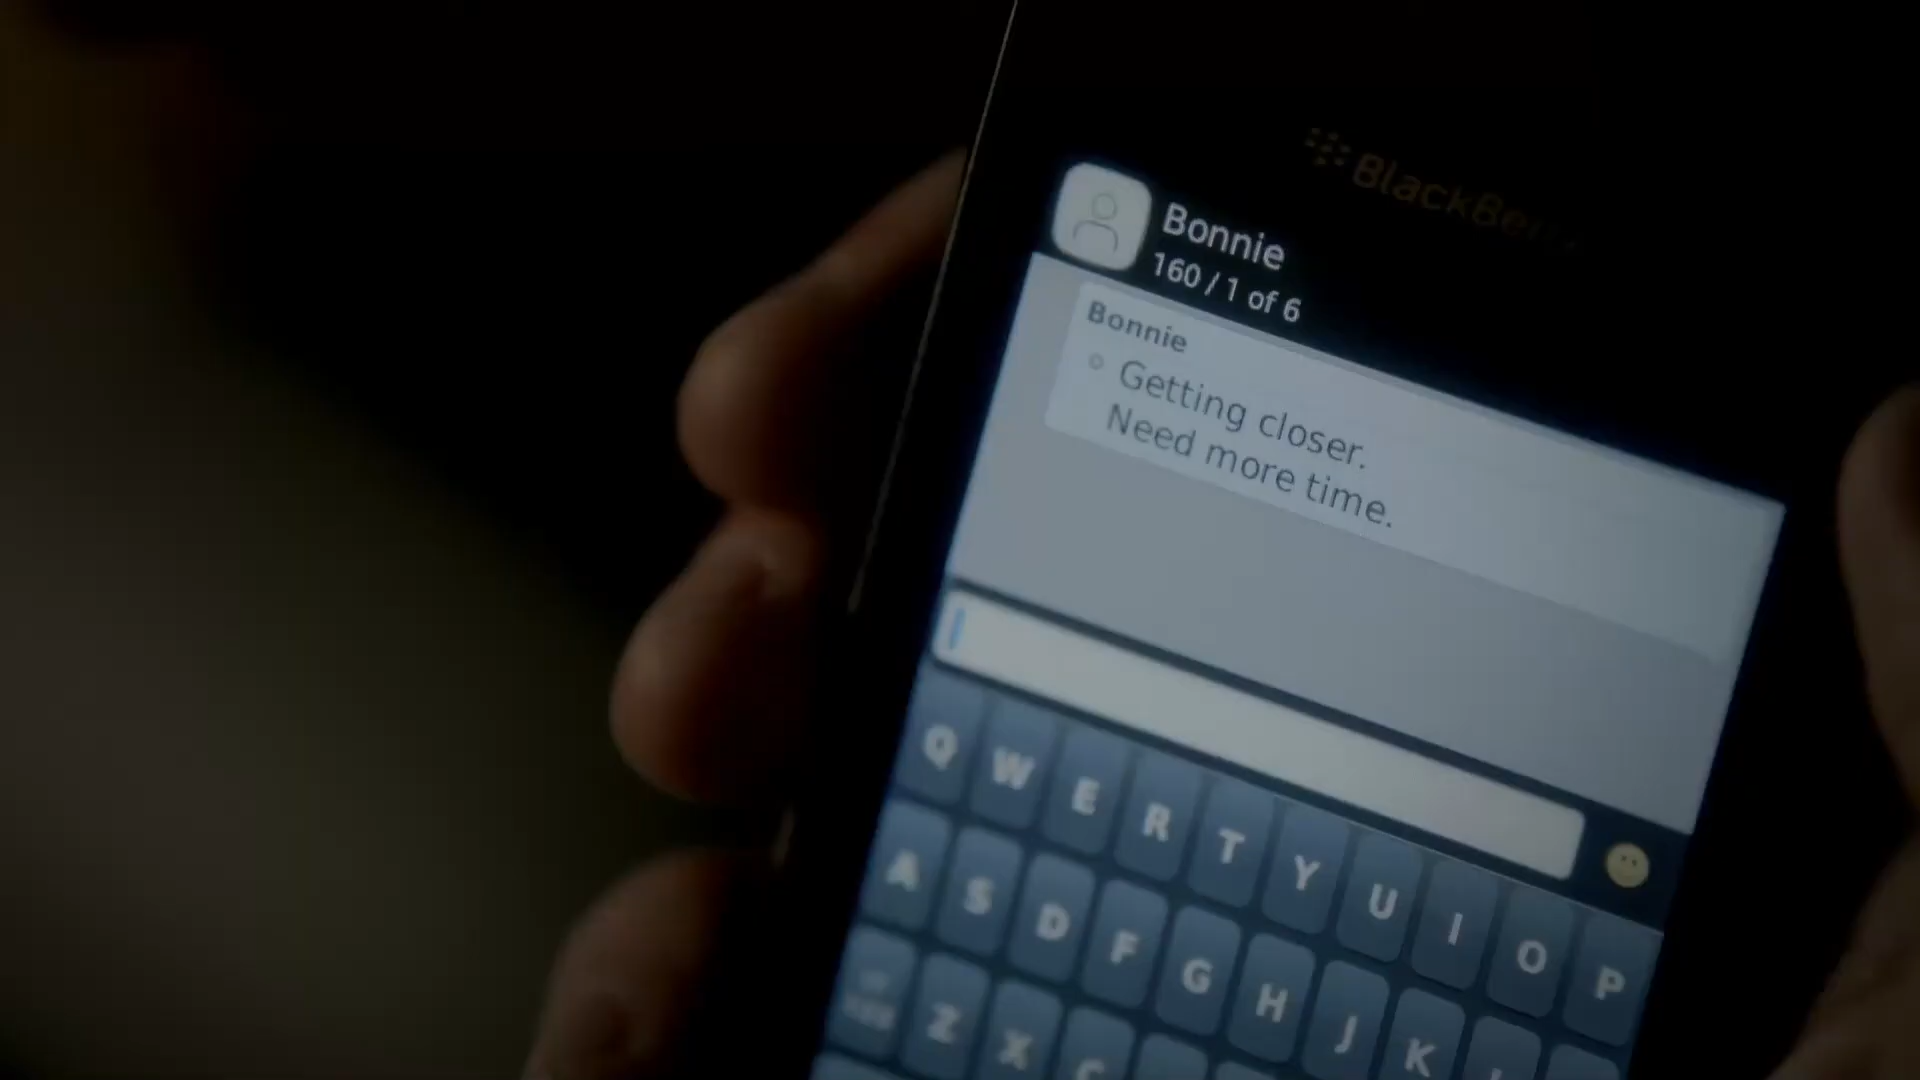 BlackBerry
Bonnie
160 / 1 of 6
Bonnie
Getting closer.
Need more time.
Q W E R T Y U I O P
A S D F G H J K L
Z X C